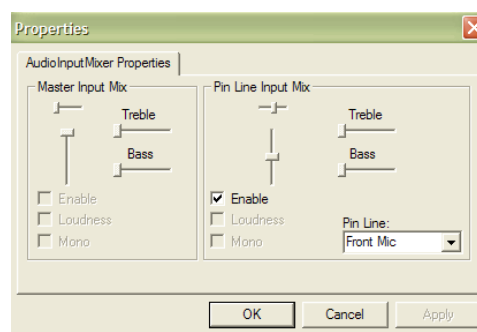 Properties
AudioInputMixer Properties
Master Input Mix
Treble
Bass
Enable
Loudness
Mono
Pin Line Input Mix
Treble
Bass
Enable
Loudness
Mono
Pin Line:
Front Mic
OK
Cancel
Apply